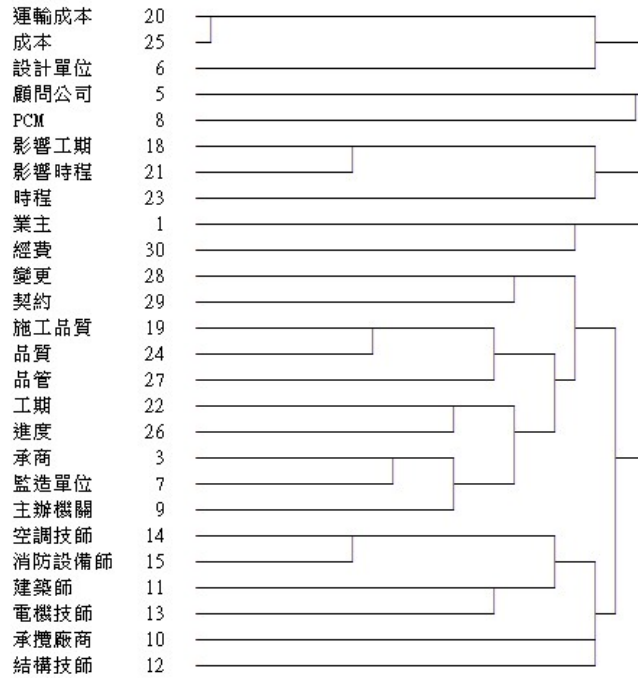 運輸成本 20
成本 25
設計單位 6
顧問公司 5
PCM 8
影響工期 18
影響時程 21
時程 23
業主 1
經費 30
變更 28
契約 29
施工品質 19
品質 24
品管 27
工期 22
進度 26
承商 3
監造單位 7
主辦機關 9
空調技師 14
消防設備師 15
建築師 11
電機技師 13
承攬廠商 10
結構技師 12